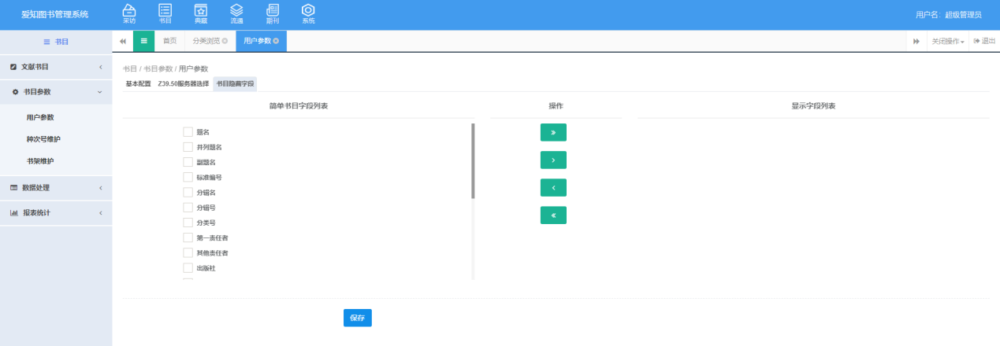 爱知图书管理系统
采访 书目 典藏 流通 期刊 系统
用户名: 超级管理员
书目
首页 分类浏览 用户参数 关闭操作 退出
文献书目
书目参数
用户参数
种次号维护
书架维护
数据处理
报表统计
书目 / 书目参数 / 用户参数
基本配置 Z39.50服务器选择 书目隐藏字段
简单书目字段列表 操作 显示字段列表
题名
并列题名
副题名
标准编号
分辑名
分辑号
分类号
第一责任者
其他责任者
出版社
保存